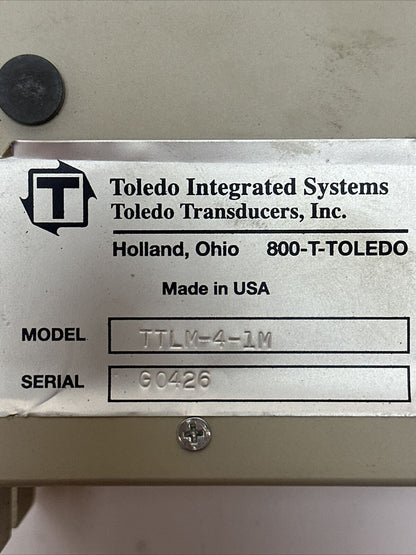 T
Toledo Integrated Systems
Toledo Transducers, Inc.
Holland, Ohio 800-T-TOLEDO
Made in USA
MODEL TTLM-4-1M
SERIAL G0426